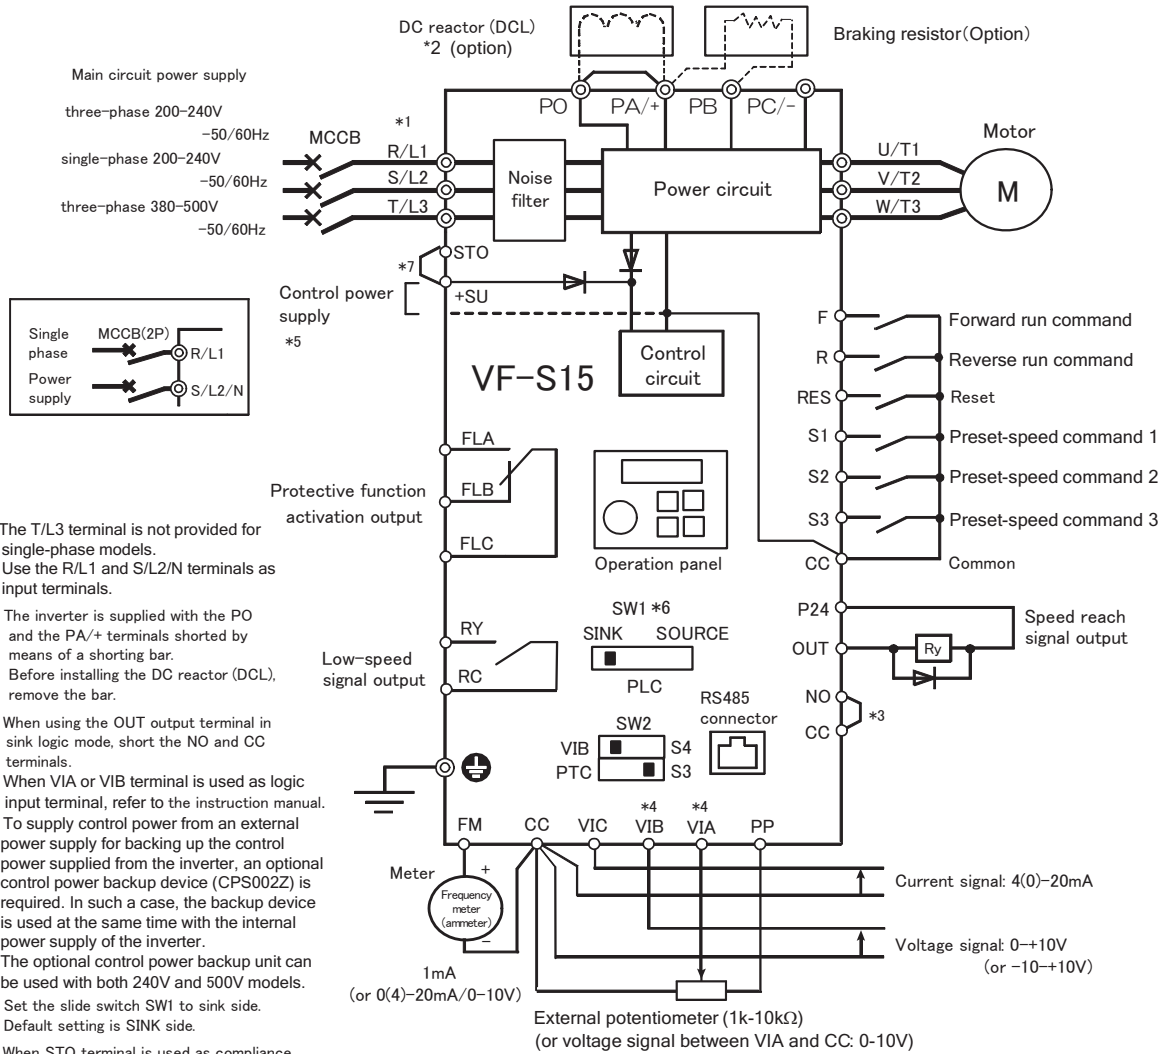 DC reactor (DCL)
*2 (option)
Braking resistor(Option)
Main circuit power supply
three-phase 200-240V
-50/60Hz
single-phase 200-240V
-50/60Hz
three-phase 380-500V
-50/60Hz
MCCB
*1
R/L1
S/L2
T/L3
PO
PA/+
PB
PC/-
Noise
filter
Power circuit
U/T1
V/T2
W/T3
Motor
M
STO
*7
+SU
Control power
supply
*5
Single
phase
Power
supply
MCCB(2P)
R/L1
S/L2/N
VF-S15
Control
circuit
F
Forward run command
R
Reverse run command
RES
Reset
S1
Preset-speed command 1
S2
Preset-speed command 2
S3
Preset-speed command 3
CC
Common
FLA
FLB
FLC
Protective function
activation output
Operation panel
P24
OUT
Ry
Speed reach
signal output
NO
CC
*3
RY
RC
Low-speed
signal output
SW1 *6
SINK
SOURCE
PLC
SW2
VIB
S4
PTC
S3
RS485
connector
The T/L3 terminal is not provided for
single-phase models.
Use the R/L1 and S/L2/N terminals as
input terminals.
The inverter is supplied with the PO
and the PA/+ terminals shorted by
means of a shorting bar.
Before installing the DC reactor (DCL),
remove the bar.
When using the OUT output terminal in
sink logic mode, short the NO and CC
terminals.
When VIA or VIB terminal is used as logic
input terminal, refer to the instruction manual.
To supply control power from an external
power supply for backing up the control
power supplied from the inverter, an optional
control power backup device (CPS002Z) is
required. In such a case, the backup device
is used at the same time with the internal
power supply of the inverter.
The optional control power backup unit can
be used with both 240V and 500V models.
Set the slide switch SW1 to sink side.
Default setting is SINK side.
When STO terminal is used as compliance
FM
CC
VIC
*4
VIB
*4
VIA
PP
Meter
+
Frequency
meter
(ammeter)
-
1mA
(or 0(4)-20mA/0-10V)
Current signal: 4(0)-20mA
Voltage signal: 0-+10V
(or -10-+10V)
External potentiometer (1k-10kΩ)
(or voltage signal between VIA and CC: 0-10V)